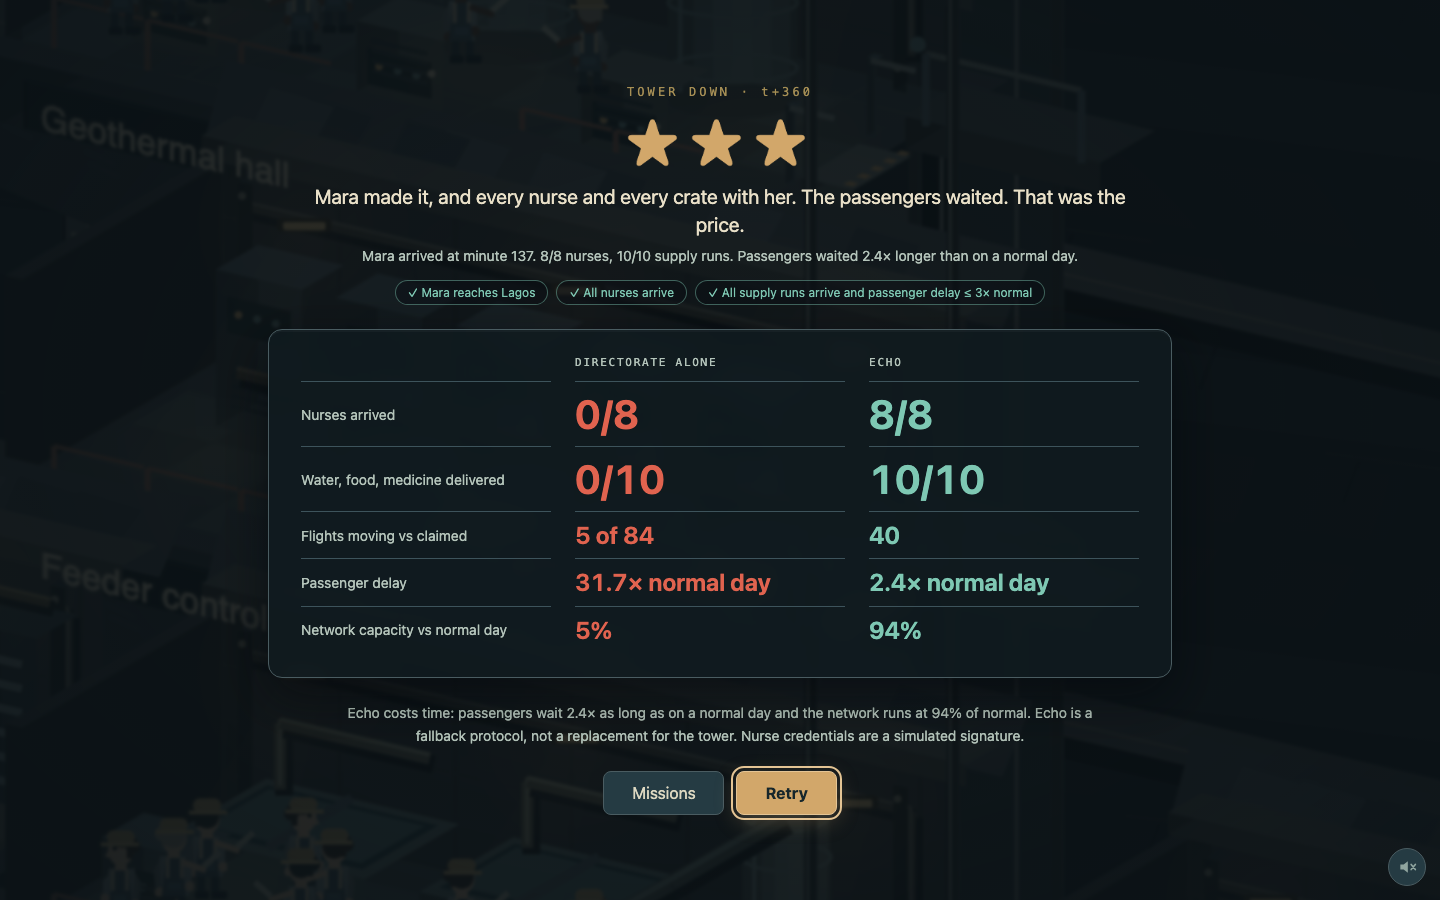 TOWER DOWN · t+360
Geothermal hall
Mara made it, and every nurse and every crate with her. The passengers waited. That was the
price.
Mara arrived at minute 137. 8/8 nurses, 10/10 supply runs. Passengers waited 2.4× longer than on a normal day.
✓ Mara reaches Lagos ✓ All nurses arrive ✓ All supply runs arrive and passenger delay ≤ 3× normal
DIRECTORATE ALONE ECHO
Nurses arrived 0/8 8/8
Water, food, medicine delivered 0/10 10/10
Flights moving vs claimed 5 of 84 40
Feeder control
Passenger delay 31.7× normal day 2.4× normal day
Network capacity vs normal day 5% 94%
Echo costs time: passengers wait 2.4× as long as on a normal day and the network runs at 94% of normal. Echo is a
fallback protocol, not a replacement for the tower. Nurse credentials are a simulated signature.
Missions Retry